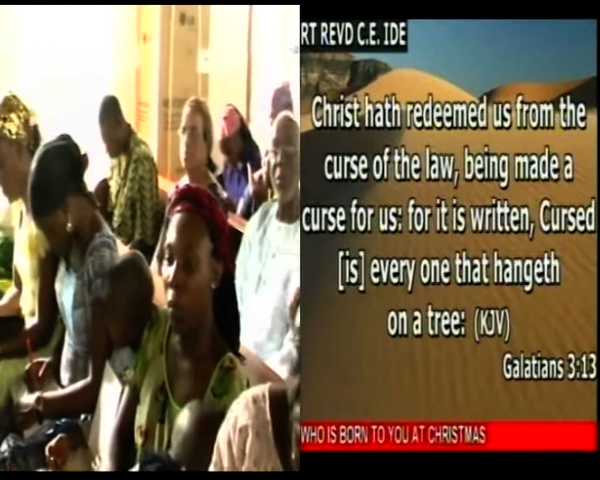 RT REVD C.E. IDE
Christ hath redeemed us from the
curse of the law, being made a
curse for us: for it is written, Cursed
[is] every one that hangeth
on a tree: (KJV)
Galatians 3:13
WHO IS BORN TO YOU AT CHRISTMAS